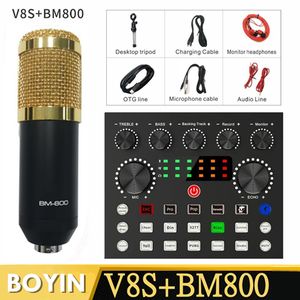 V8S+BM800
Desktop tripod
Charging Cable
Monitor headphones
OTG line
Microphone cable
Audio Line
BM-800
TREBLE
BASS
Backing Track
Record
Monitor
MIC
ECHO
BOYIN
V8S+BM800